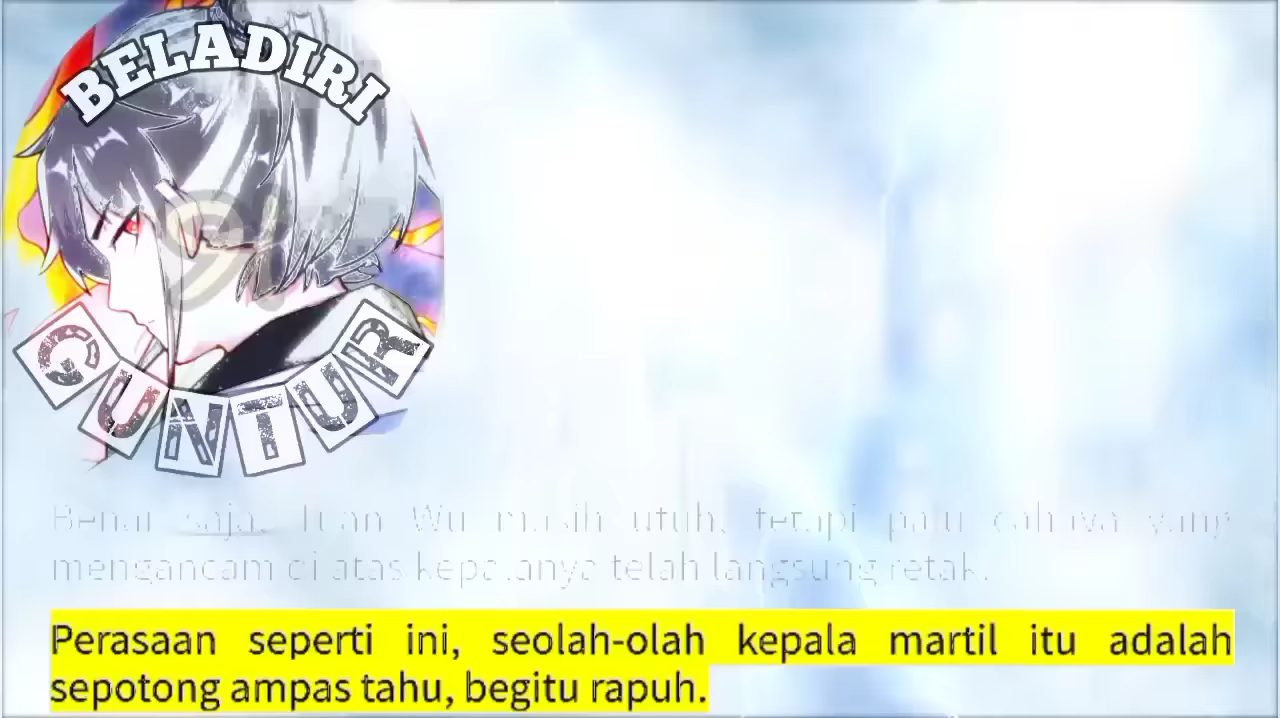 BELADIRI
GUNTUR
Benar saja, Tuan Wu masih utuh, tetapi palu cahaya yang
mengancam di atas kepalanya telah langsung retak.
Perasaan seperti ini, seolah-olah kepala martil itu adalah
sepotong ampas tahu, begitu rapuh.